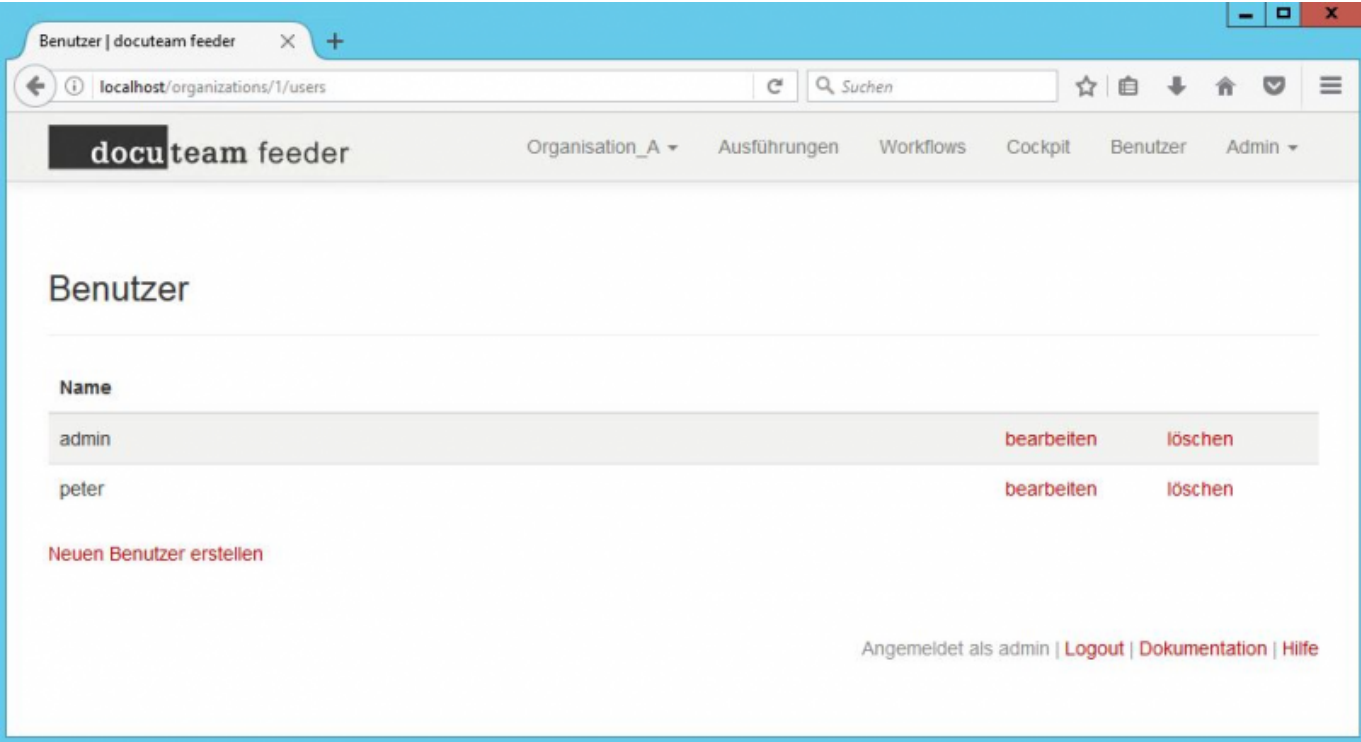 Benutzer | docuteam feeder
localhost/organizations/1/users Suchen
docuteam feeder Organisation_A Ausführungen Workflows Cockpit Benutzer Admin
Benutzer
Name
admin bearbeiten löschen
peter bearbeiten löschen
Neuen Benutzer erstellen
Angemeldet als admin | Logout | Dokumentation | Hilfe